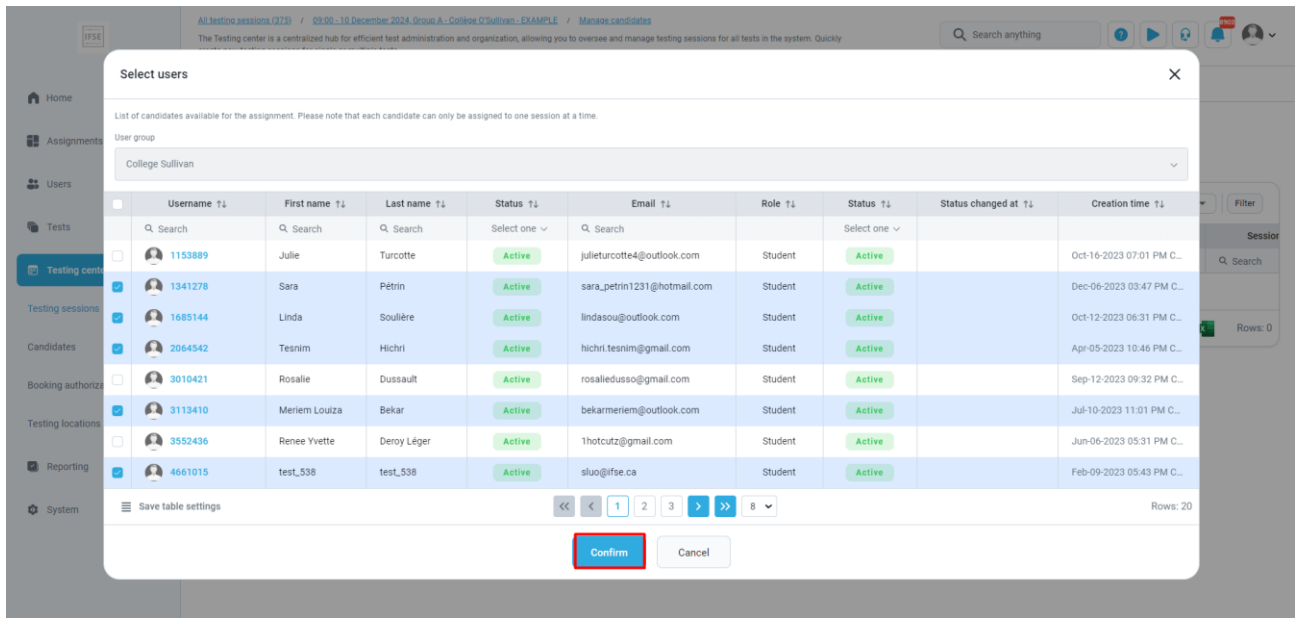 IFSE
All testing sessions (375) / 09:00 - 10 December 2024, Group A - Collège O'Sullivan - EXAMPLE / Manage candidates
The Testing center is a centralized hub for efficient test administration and organization, allowing you to oversee and manage testing sessions for all tests in the system. Quickly
Search anything
Select users
Home
List of candidates available for the assignment. Please note that each candidate can only be assigned to one session at a time.
Assignments
User group
College Sullivan
Users
Username First name Last name Status Email Role Status Status changed at Creation time
Filter
Tests
Search Search Search Select one Search Select one
Session
1153889 Julie Turcotte Active julieturcotte4@outlook.com Student Active Oct-16-2023 07:01 PM C...
Search
Testing cente
1341278 Sara Pétrin Active sara_petrin1231@hotmail.com Student Active Dec-06-2023 03:47 PM C...
Testing sessions
1685144 Linda Soulière Active lindasou@outlook.com Student Active Oct-12-2023 06:31 PM C...
Rows: 0
Candidates
2064542 Tesnim Hichri Active hichri.tesnim@gmail.com Student Active Apr-05-2023 10:46 PM C...
Booking authoriza
3010421 Rosalie Dussault Active rosaliedusso@gmail.com Student Active Sep-12-2023 09:32 PM C...
3113410 Meriem Louiza Bekar Active bekarmeriem@outlook.com Student Active Jul-10-2023 11:01 PM C...
Testing locations
3552436 Renee Yvette Deroy Léger Active 1hotcutz@gmail.com Student Active Jun-06-2023 05:31 PM C...
Reporting
4661015 test_538 test_538 Active sluo@ifse.ca Student Active Feb-09-2023 05:43 PM C...
System
Save table settings
1 2 3 8
Rows: 20
Confirm Cancel